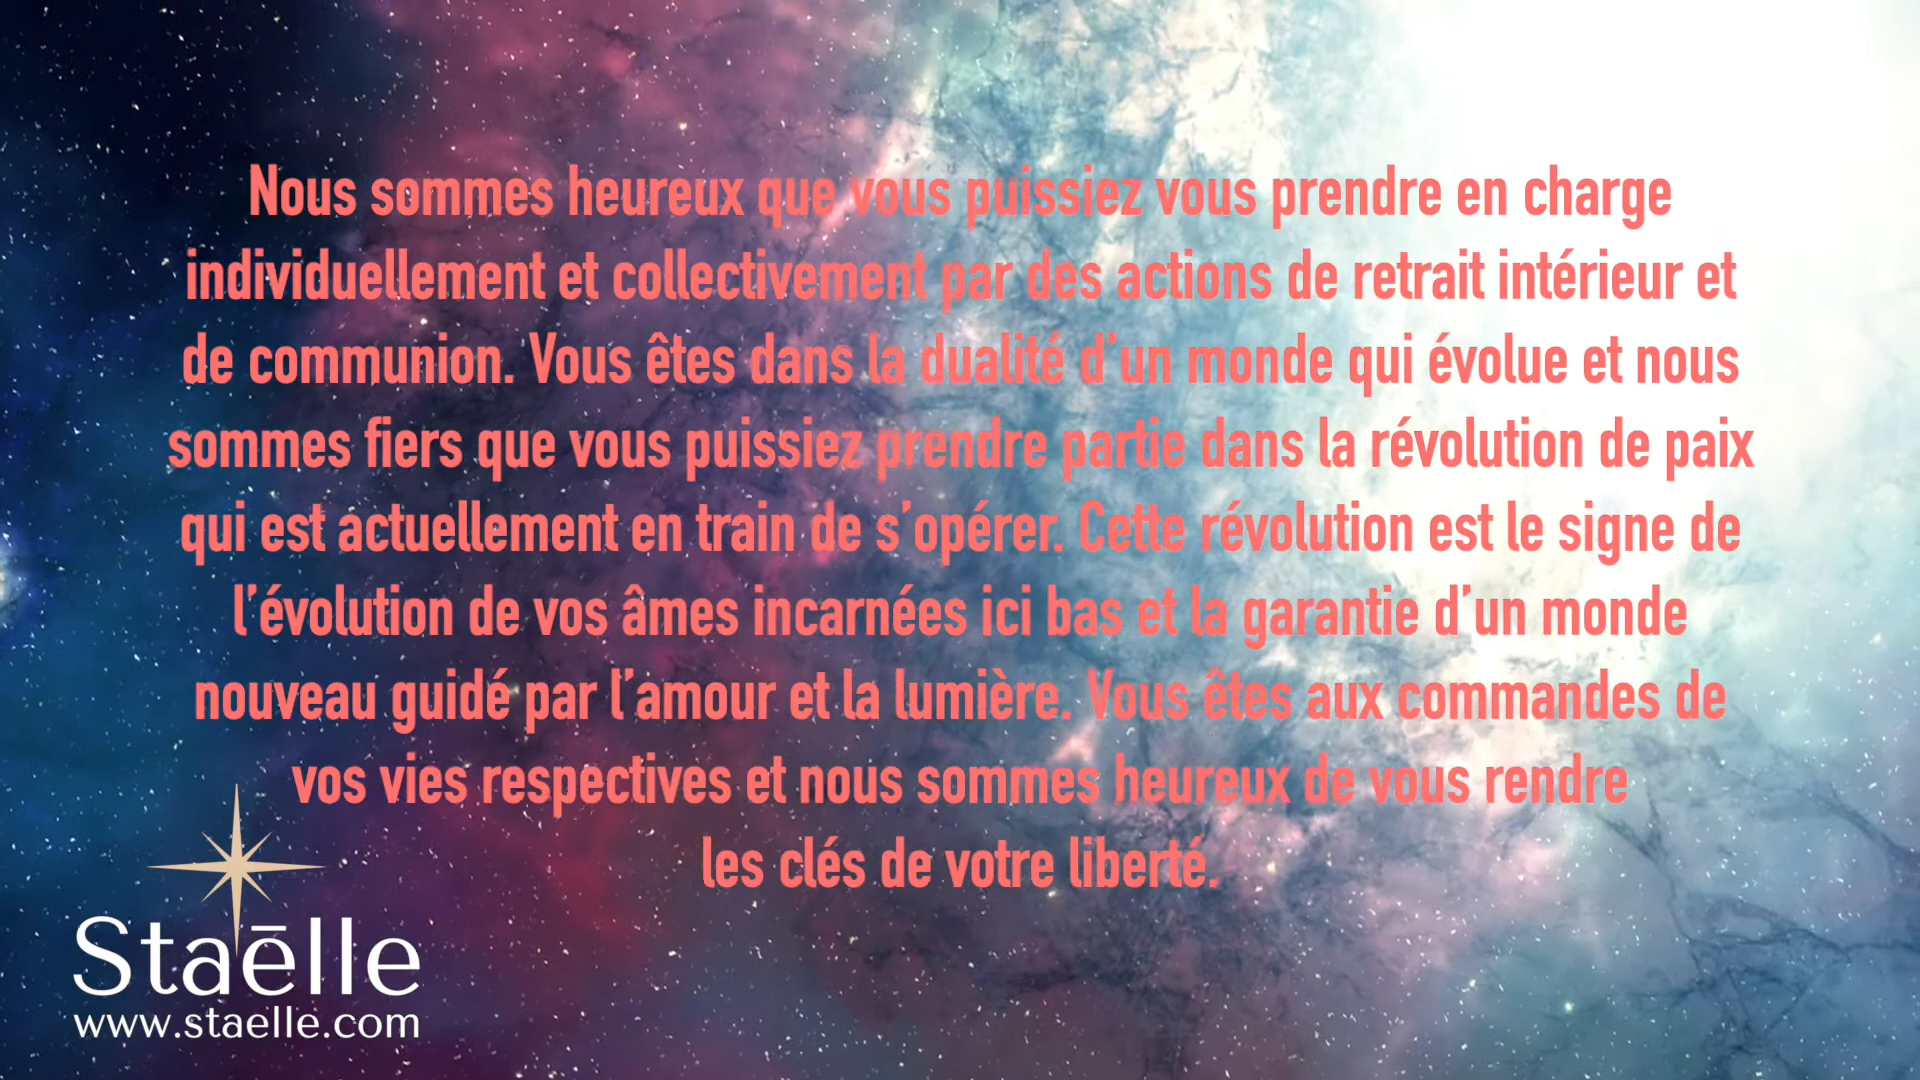 Nous sommes heureux que vous puissiez vous prendre en charge
individuellement et collectivement par des actions de retrait intérieur et
de communion. Vous êtes dans la dualité d'un monde qui évolue et nous
sommes fiers que vous puissiez prendre partie dans la révolution de paix
qui est actuellement en train de s'opérer. Cette révolution est le signe de
l'évolution de vos âmes incarnées ici bas et la garantie d'un monde
nouveau guidé par l'amour et la lumière. Vous êtes aux commandes de
vos vies respectives et nous sommes heureux de vous rendre
les clés de votre liberté.
Staēlle
www.staelle.com